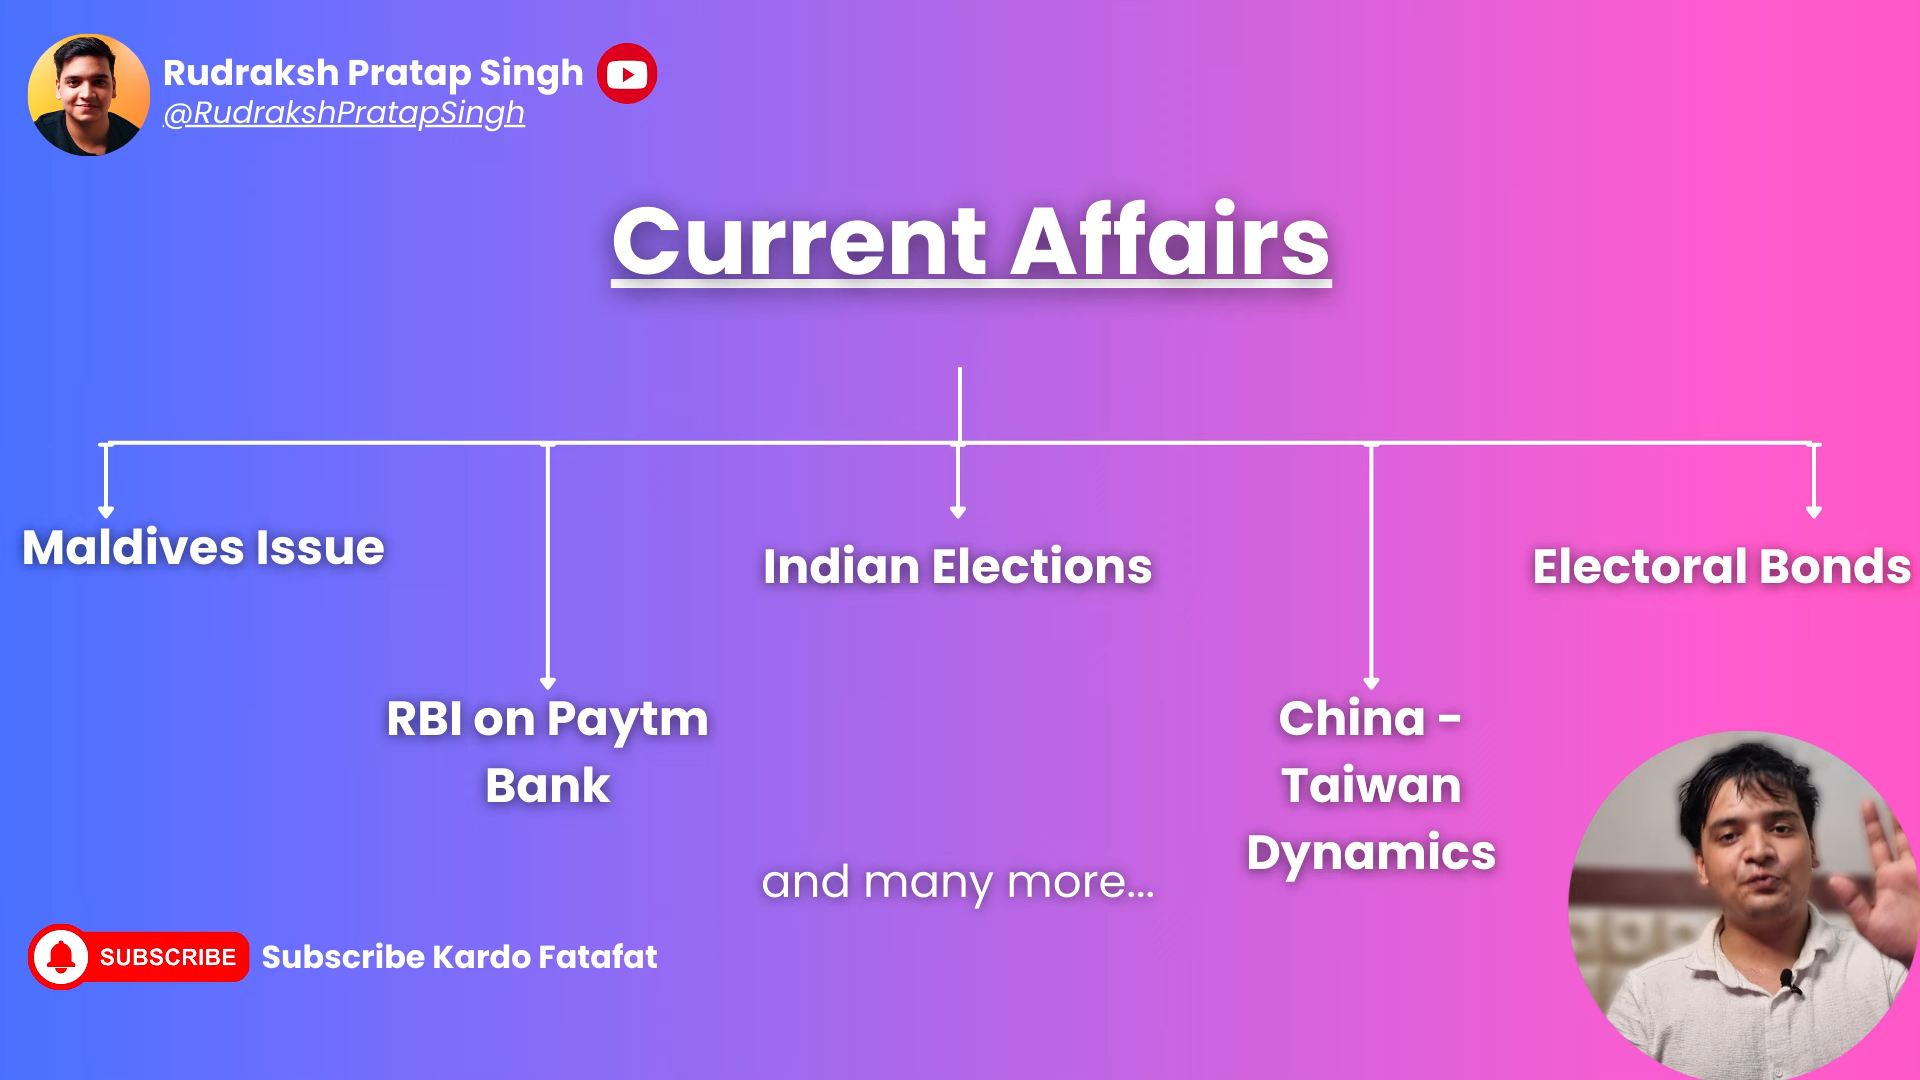 Rudraksh Pratap Singh
@RudrakshPratapSingh
Current Affairs
Maldives Issue
Indian Elections
Electoral Bonds
RBI on Paytm
Bank
China -
Taiwan
Dynamics
and many more...
SUBSCRIBE
Subscribe Kardo Fatafat